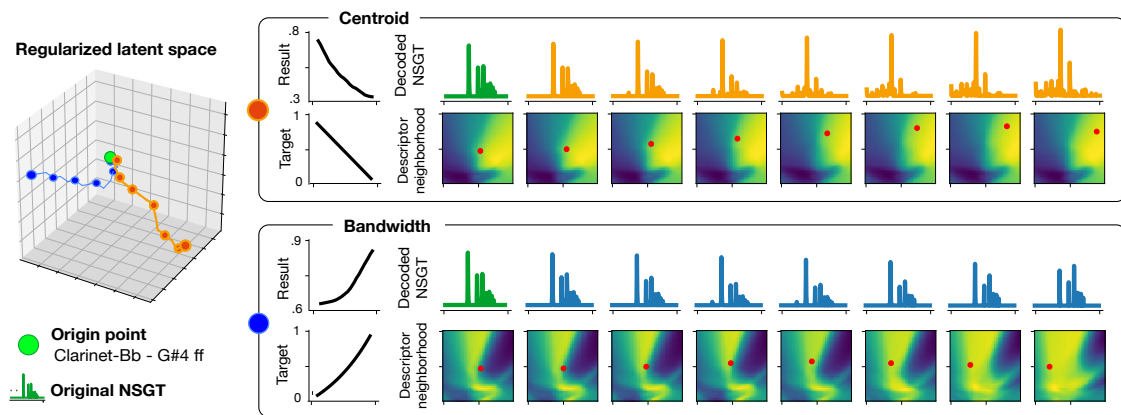 Regularized latent space
Origin point
Clarinet-Bb - G#4 ff
Original NSGT
Centroid
.8
Result
.3
Decoded
NSGT
1
Target
0
Descriptor
neighborhood
Bandwidth
.9
Result
.6
Decoded
NSGT
1
Target
0
Descriptor
neighborhood